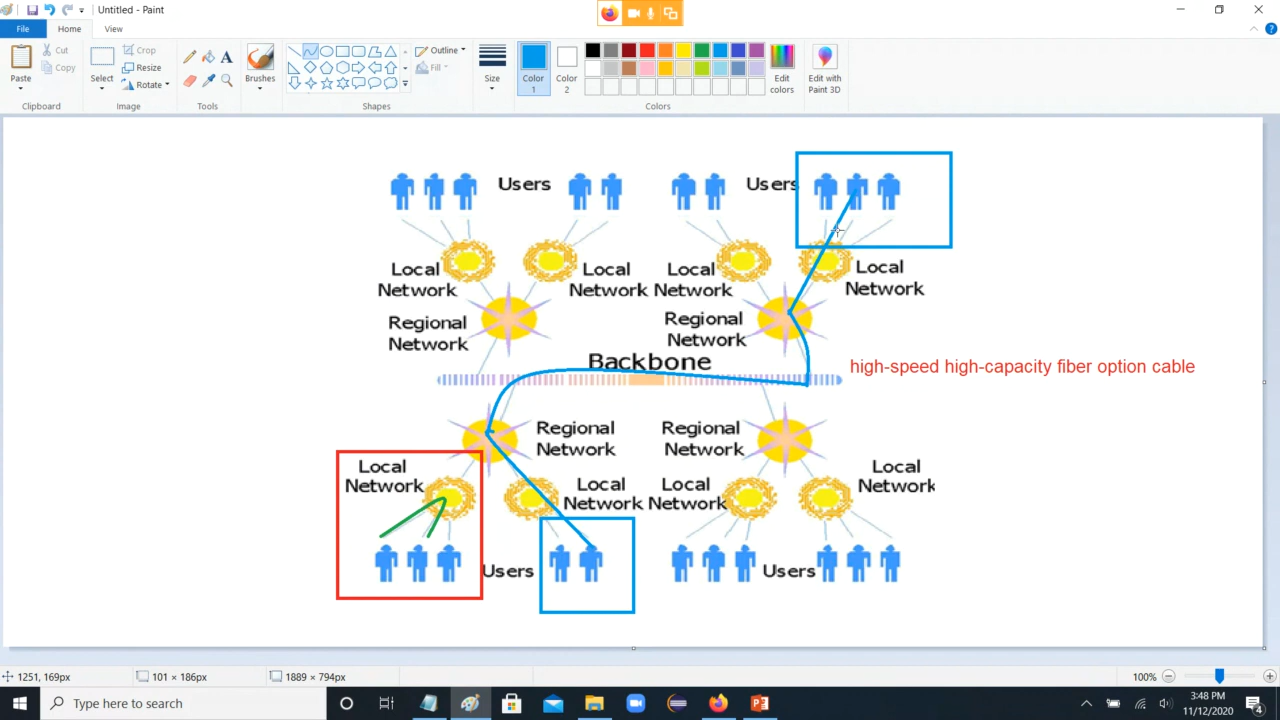 Untitled - Paint
File
Home
View
Paste
Cut
Copy
Clipboard
Select
Crop
Resize
Rotate
Image
Tools
Brushes
Shapes
Outline
Fill
Size
Color
1
Color
2
Colors
Edit
colors
Edit with
Paint 3D
Users
Users
Local
Network
Local
Network
Local
Network
Local
Network
Regional
Network
Regional
Network
Backbone
high-speed high-capacity fiber option cable
Regional
Network
Regional
Network
Local
Network
Local
Network
Local
Network
Local
Network
Users
Users
1251, 169px
101 × 186px
1889 × 794px
100%
Type here to search
3:48 PM
11/12/2020
4